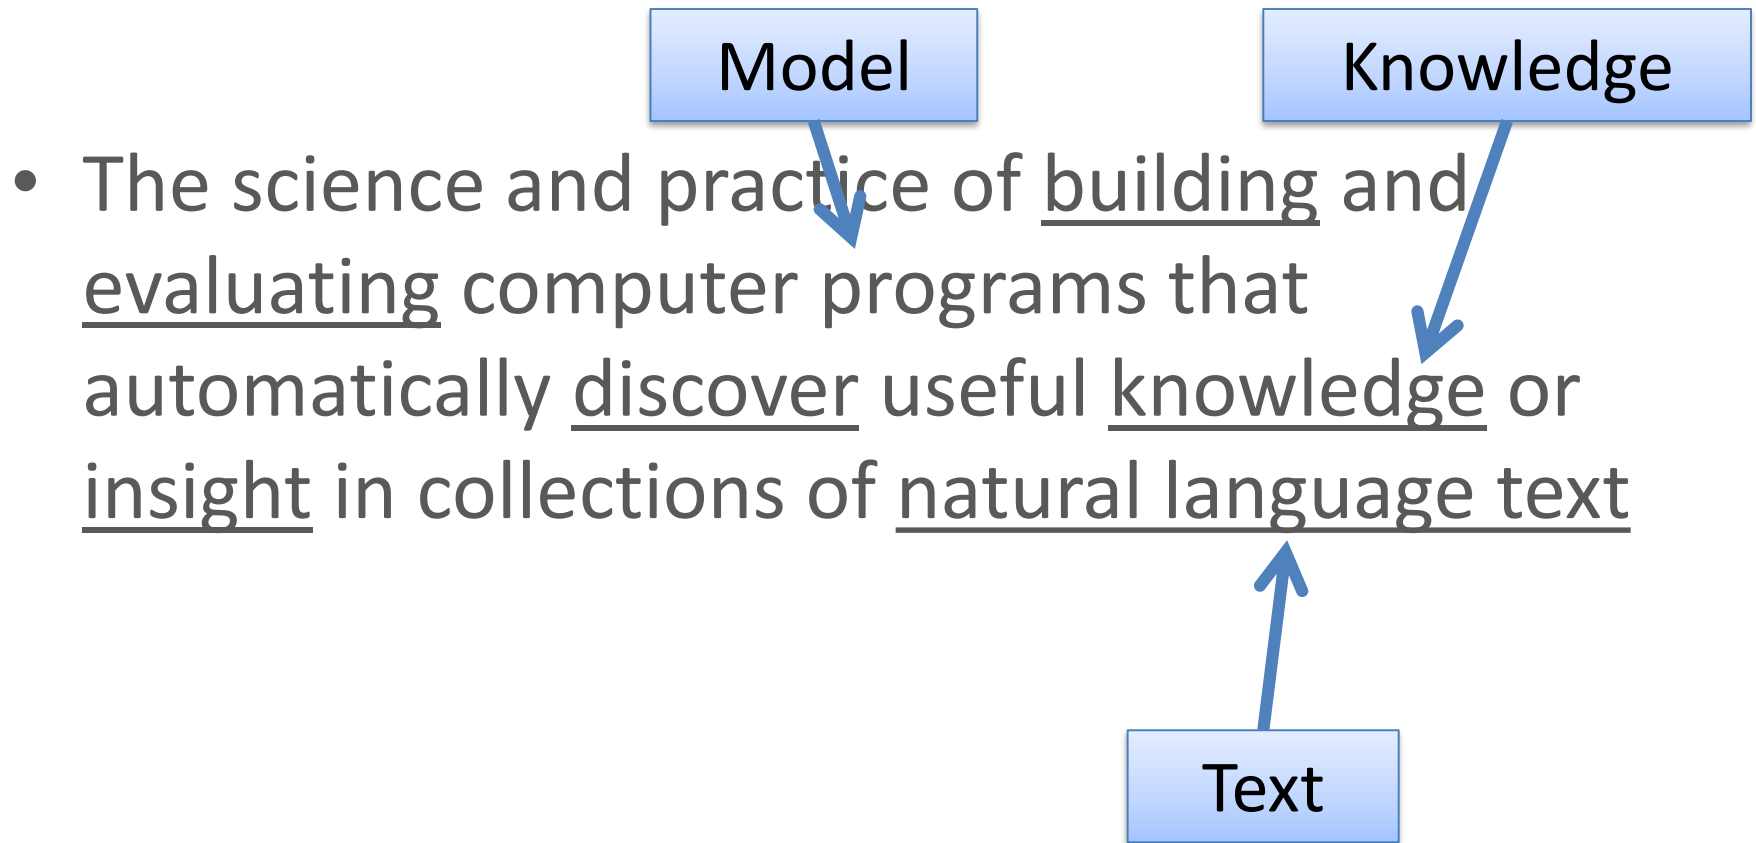 Model
Knowledge
• The science and practice of building and
evaluating computer programs that
automatically discover useful knowledge or
insight in collections of natural language text
Text